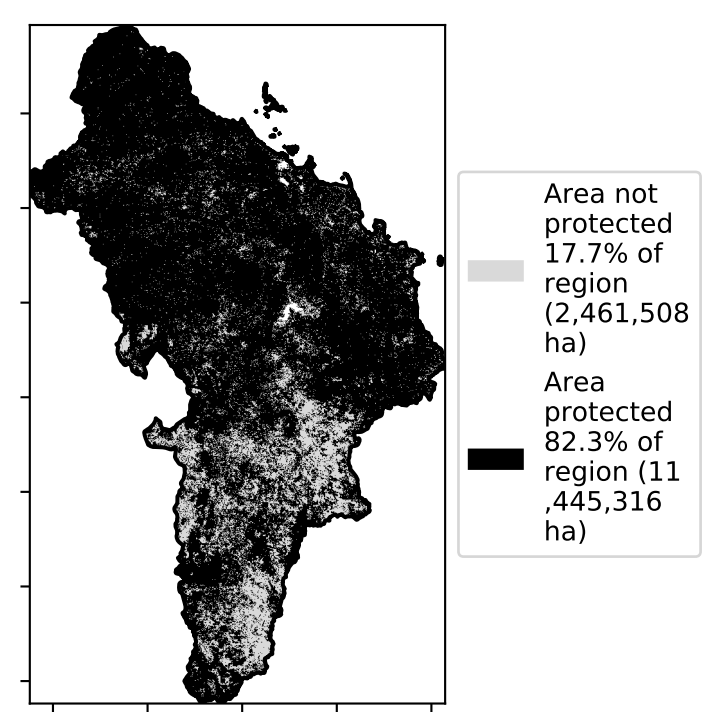 Area not
protected
17.7% of
region
(2,461,508
ha)
Area
protected
82.3% of
region (11
,445,316
ha)